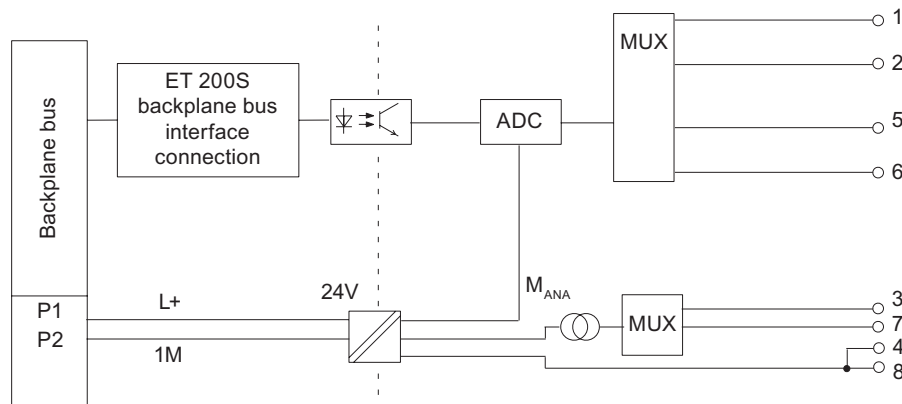 1
MUX
2
ET 200S
backplane bus
interface
connection
ADC
5
6
Backplane bus
P1
L+
24V
M_ANA
3
P2
1M
MUX
7
4
8